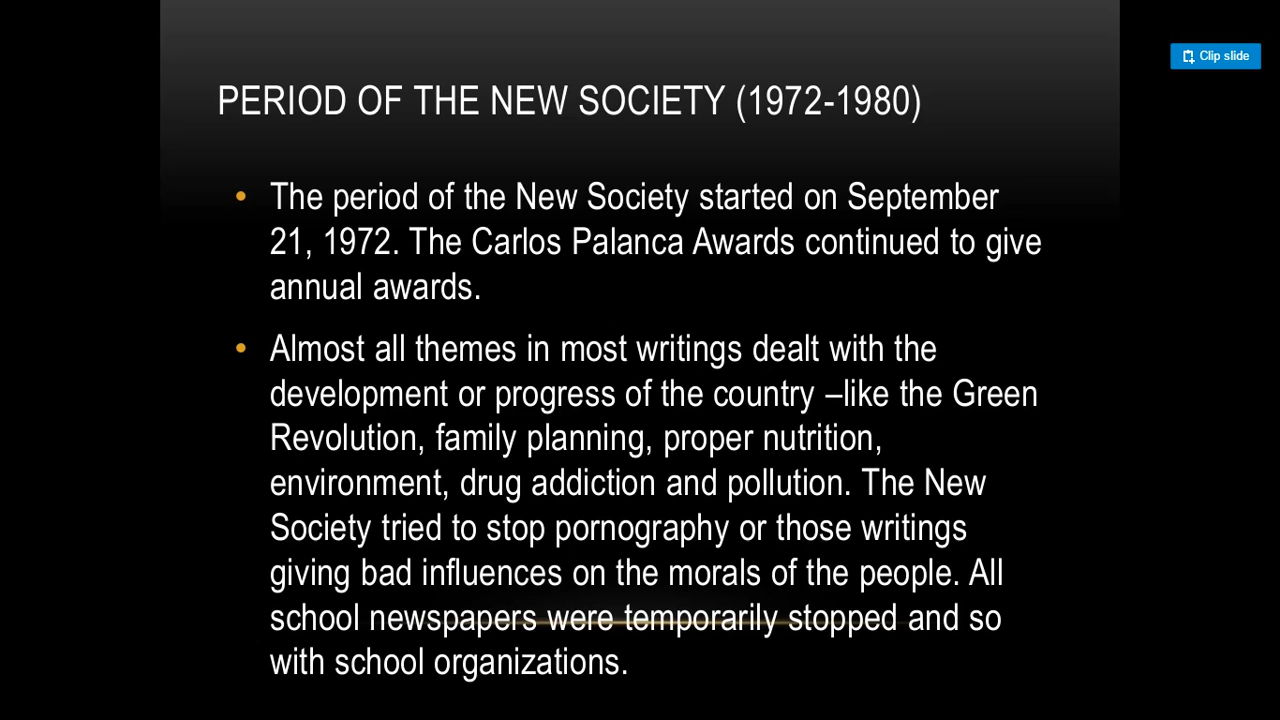 Clip slide
PERIOD OF THE NEW SOCIETY (1972-1980)
• The period of the New Society started on September
21, 1972. The Carlos Palanca Awards continued to give
annual awards.
• Almost all themes in most writings dealt with the
development or progress of the country –like the Green
Revolution, family planning, proper nutrition,
environment, drug addiction and pollution. The New
Society tried to stop pornography or those writings
giving bad influences on the morals of the people. All
school newspapers were temporarily stopped and so
with school organizations.